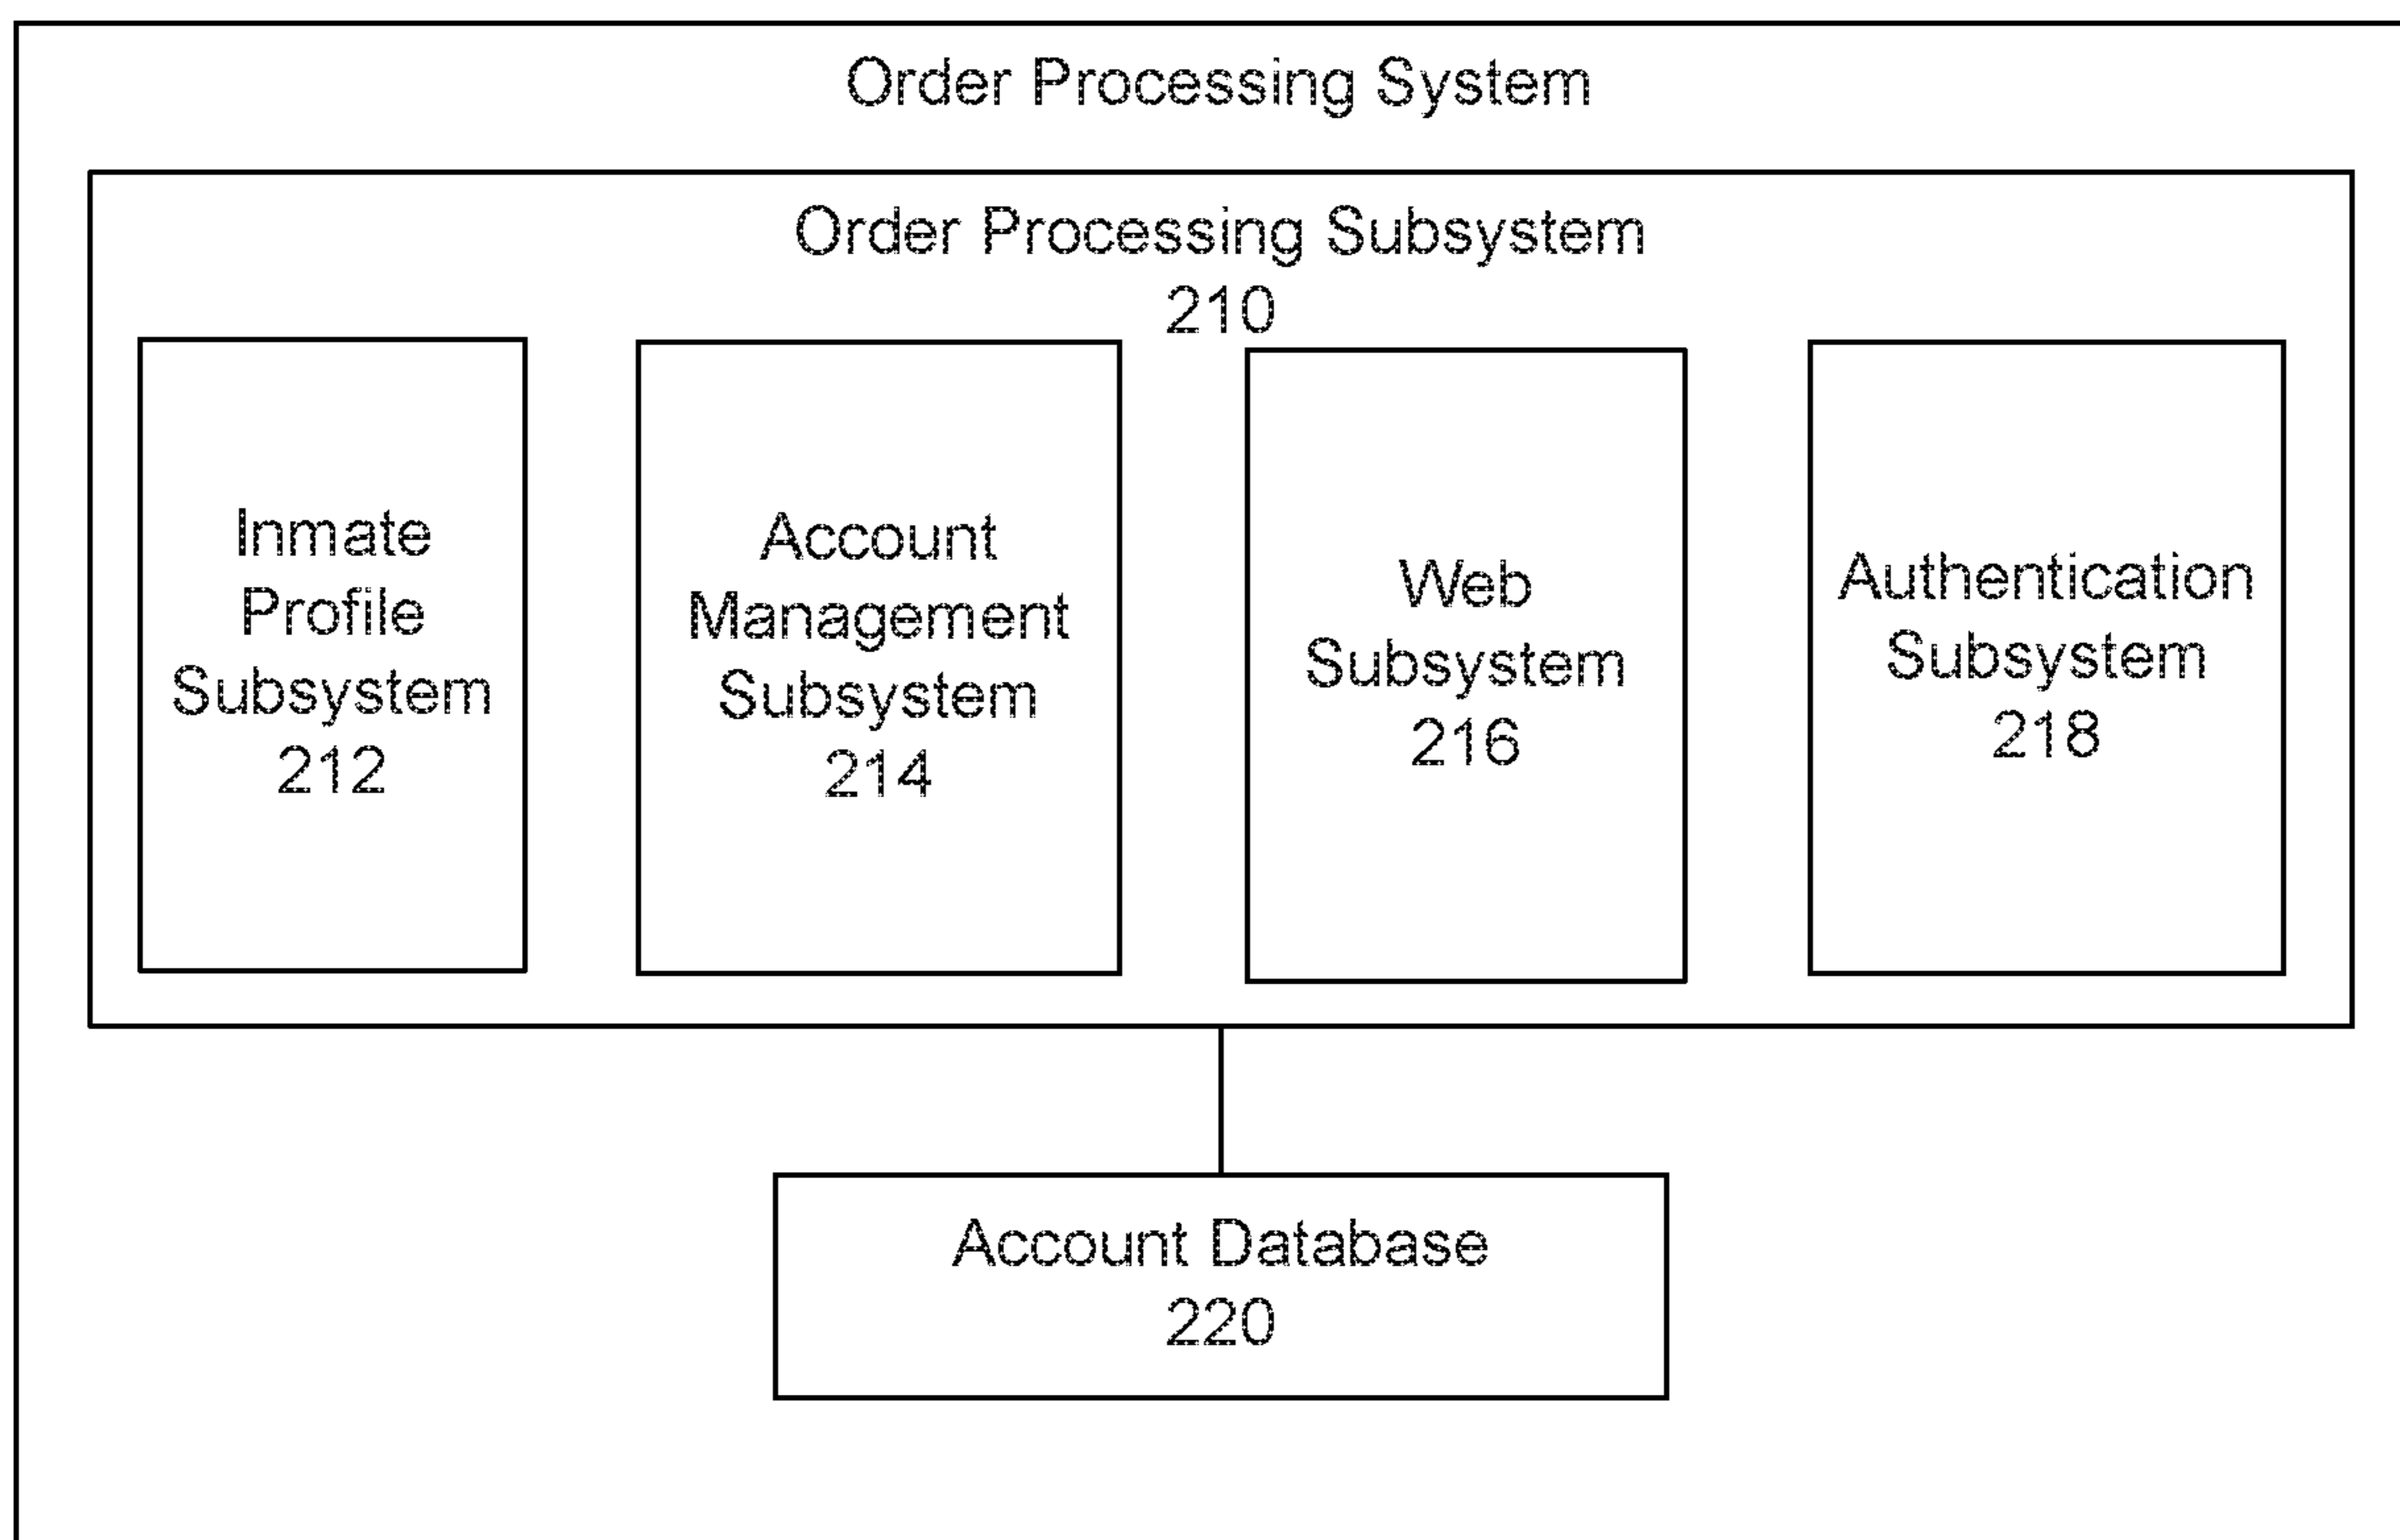 Order Processing System
Order Processing Subsystem
210
Inmate
Profile
Subsystem
212
Account
Management
Subsystem
214
Web
Subsystem
216
Authentication
Subsystem
218
Account Database
220